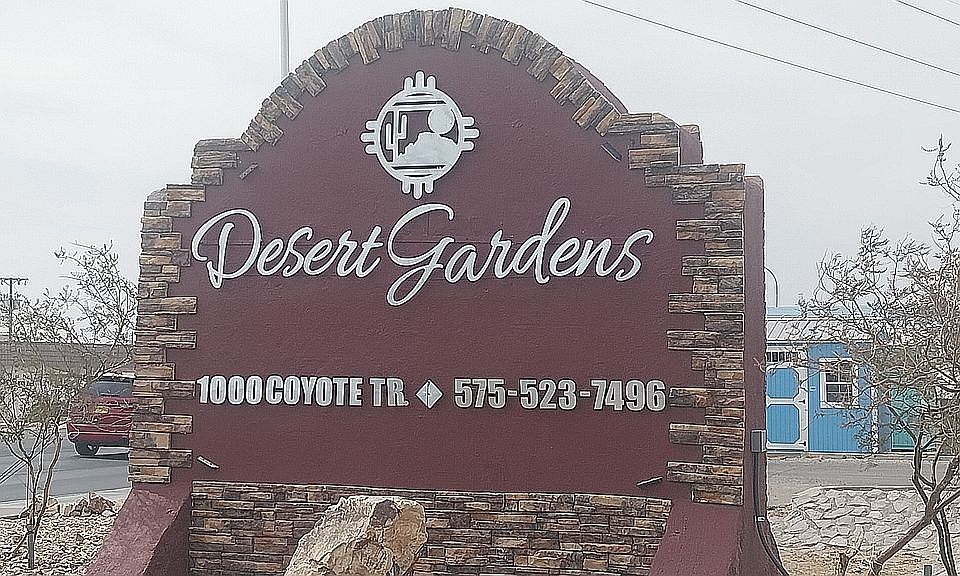 Desert Gardens
1000 COYOTE TR. 575-523-7496